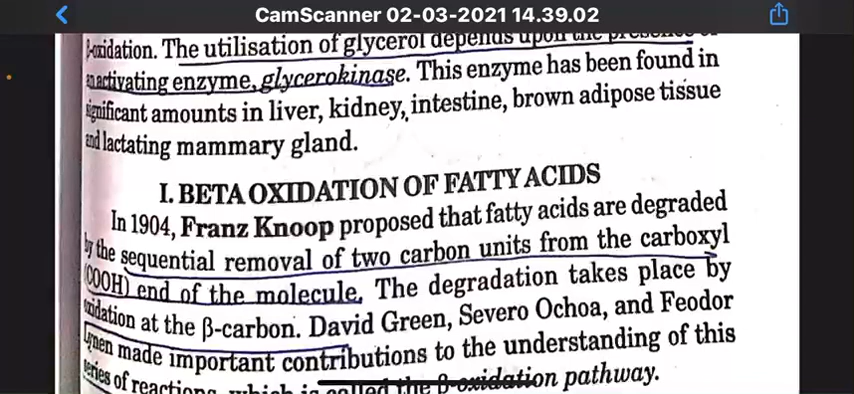 CamScanner 02-03-2021 14.39.02
β-oxidation. The utilisation of glycerol depends upon the presence of
an activating enzyme, glycerokinase. This enzyme has been found in
significant amounts in liver, kidney, intestine, brown adipose tissue
and lactating mammary gland.
I. BETA OXIDATION OF FATTY ACIDS
In 1904, Franz Knoop proposed that fatty acids are degraded
by the sequential removal of two carbon units from the carboxyl
(COOH) end of the molecule. The degradation takes place by
oxidation at the β-carbon. David Green, Severo Ochoa, and Feodor
Lynen made important contributions to the understanding of this
series of reactions which is called the β-oxidation pathway.